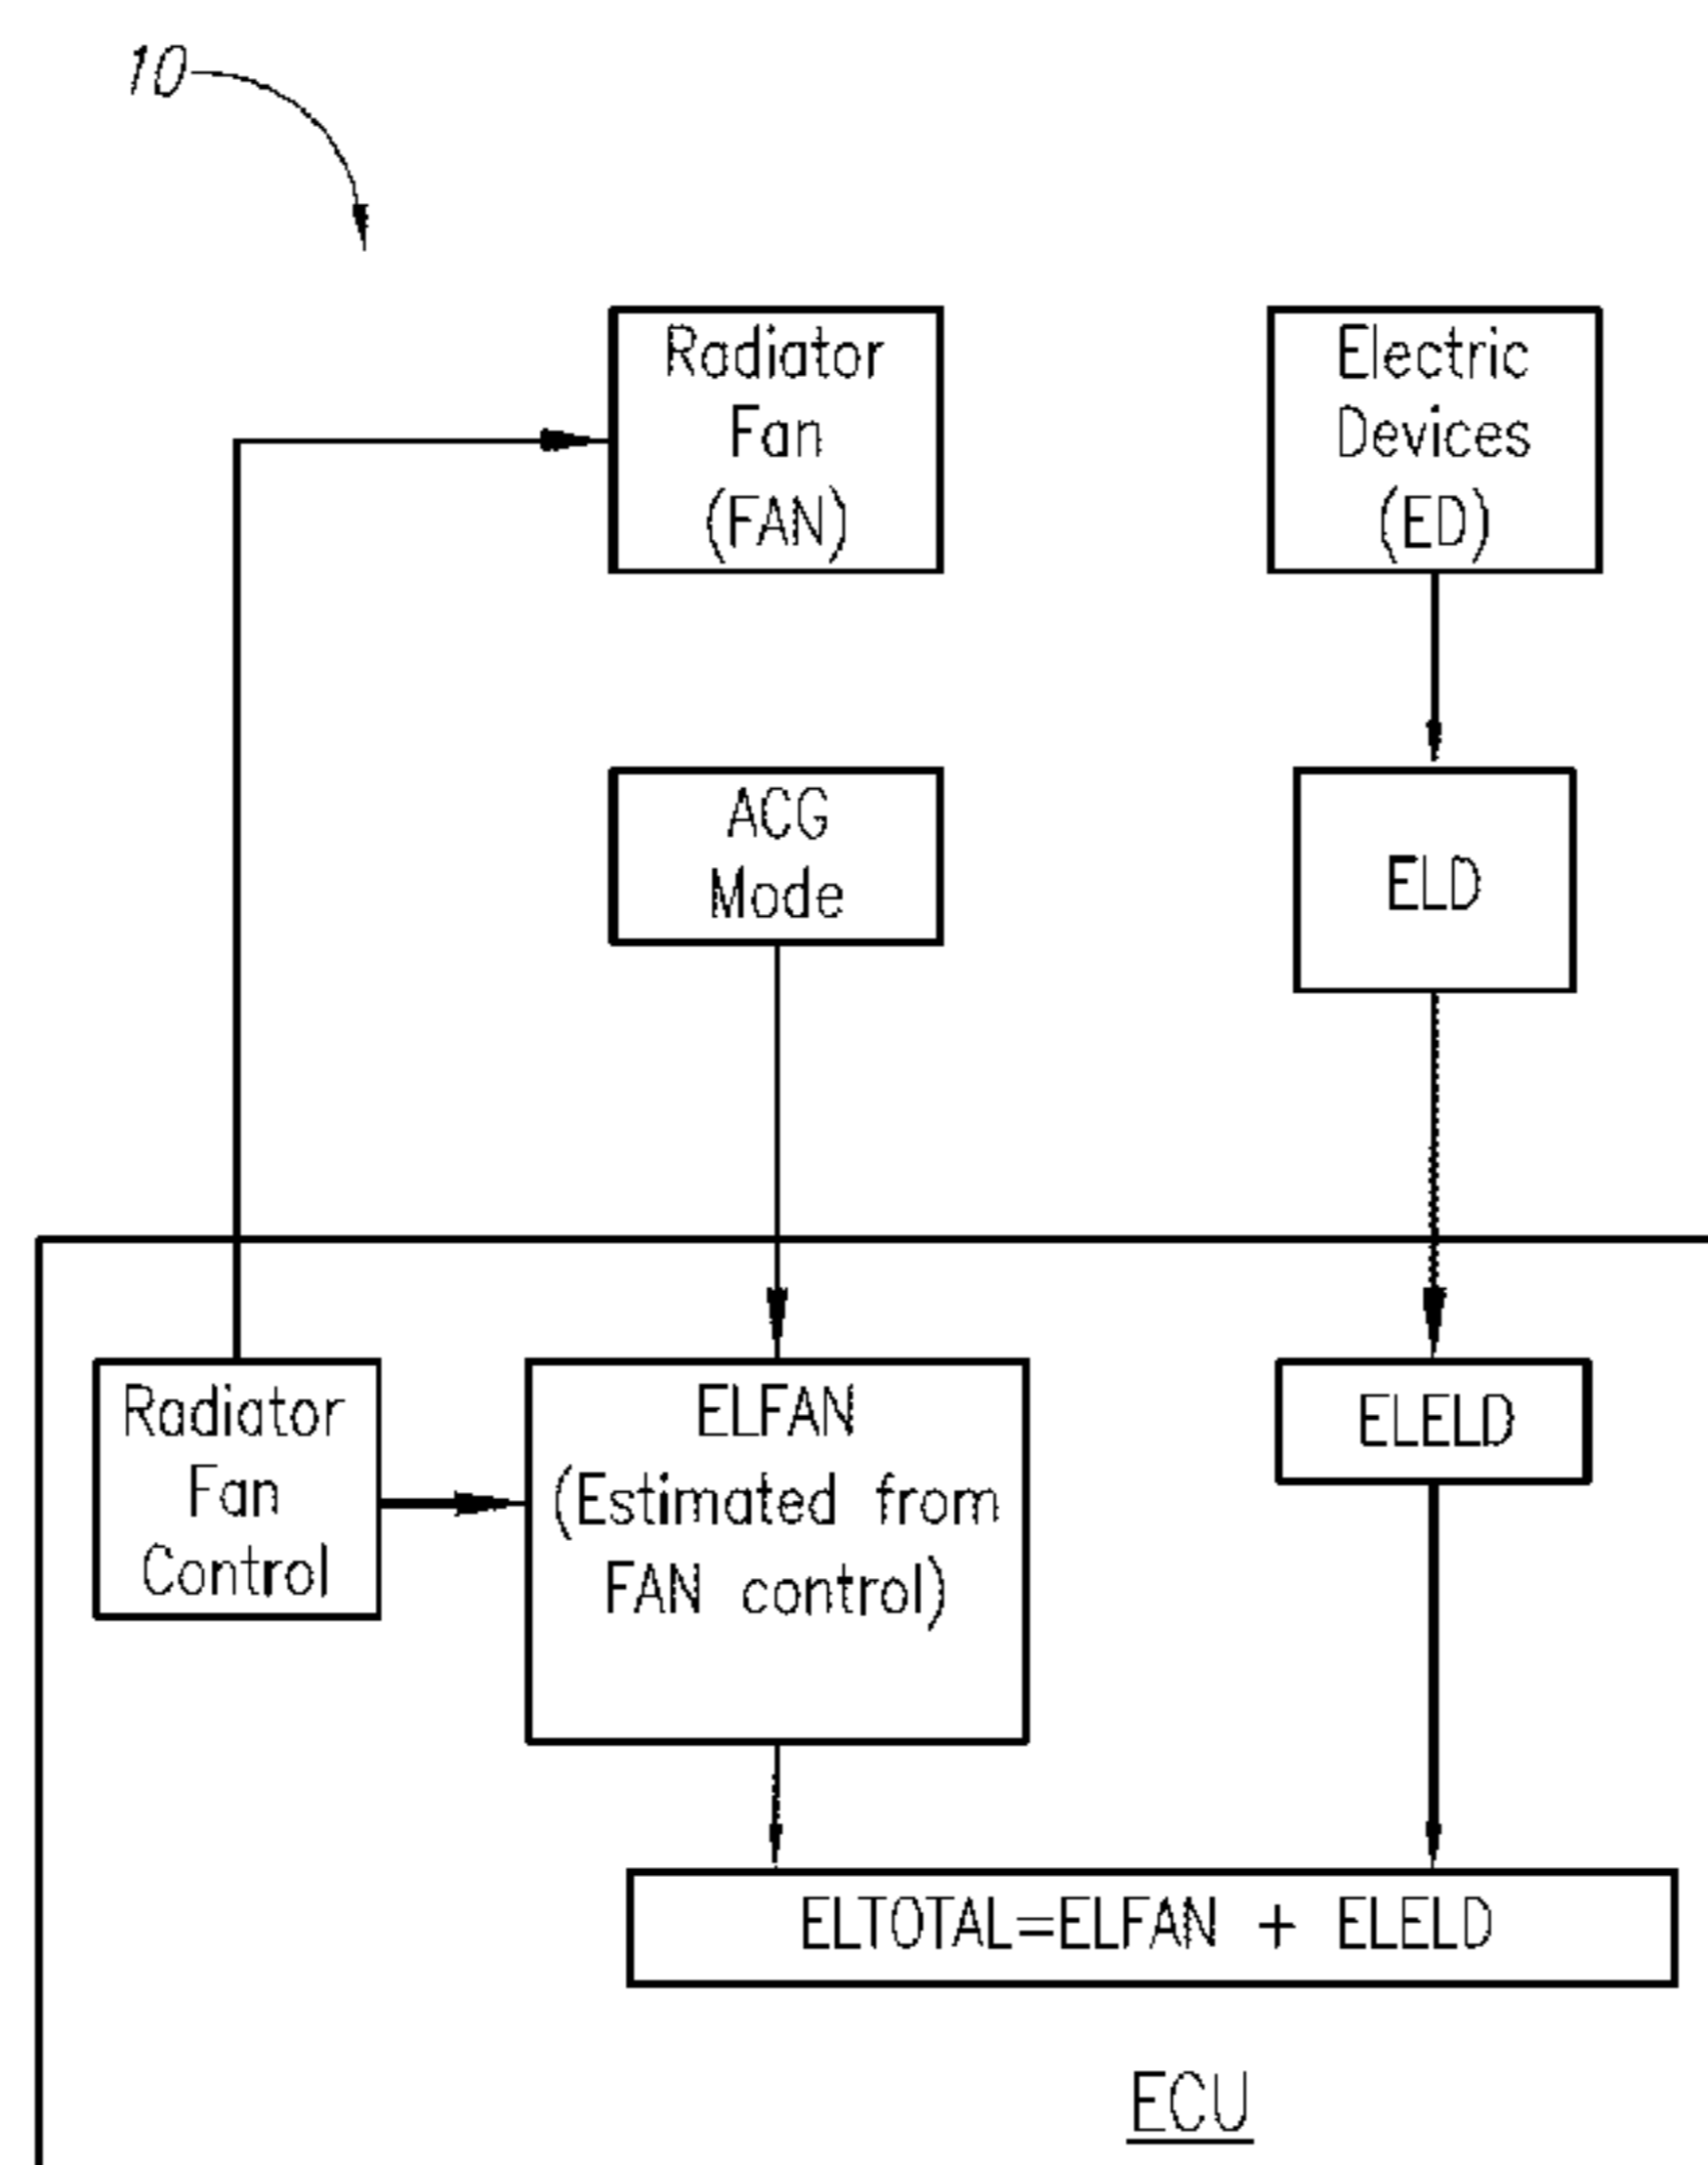 10
Radiator
Fan
(FAN)
Electric
Devices
(ED)
ACG
Mode
ELD
Radiator
Fan
Control
ELFAN
(Estimated from
FAN control)
ELELD
ELTOTAL=ELFAN + ELELD
ECU